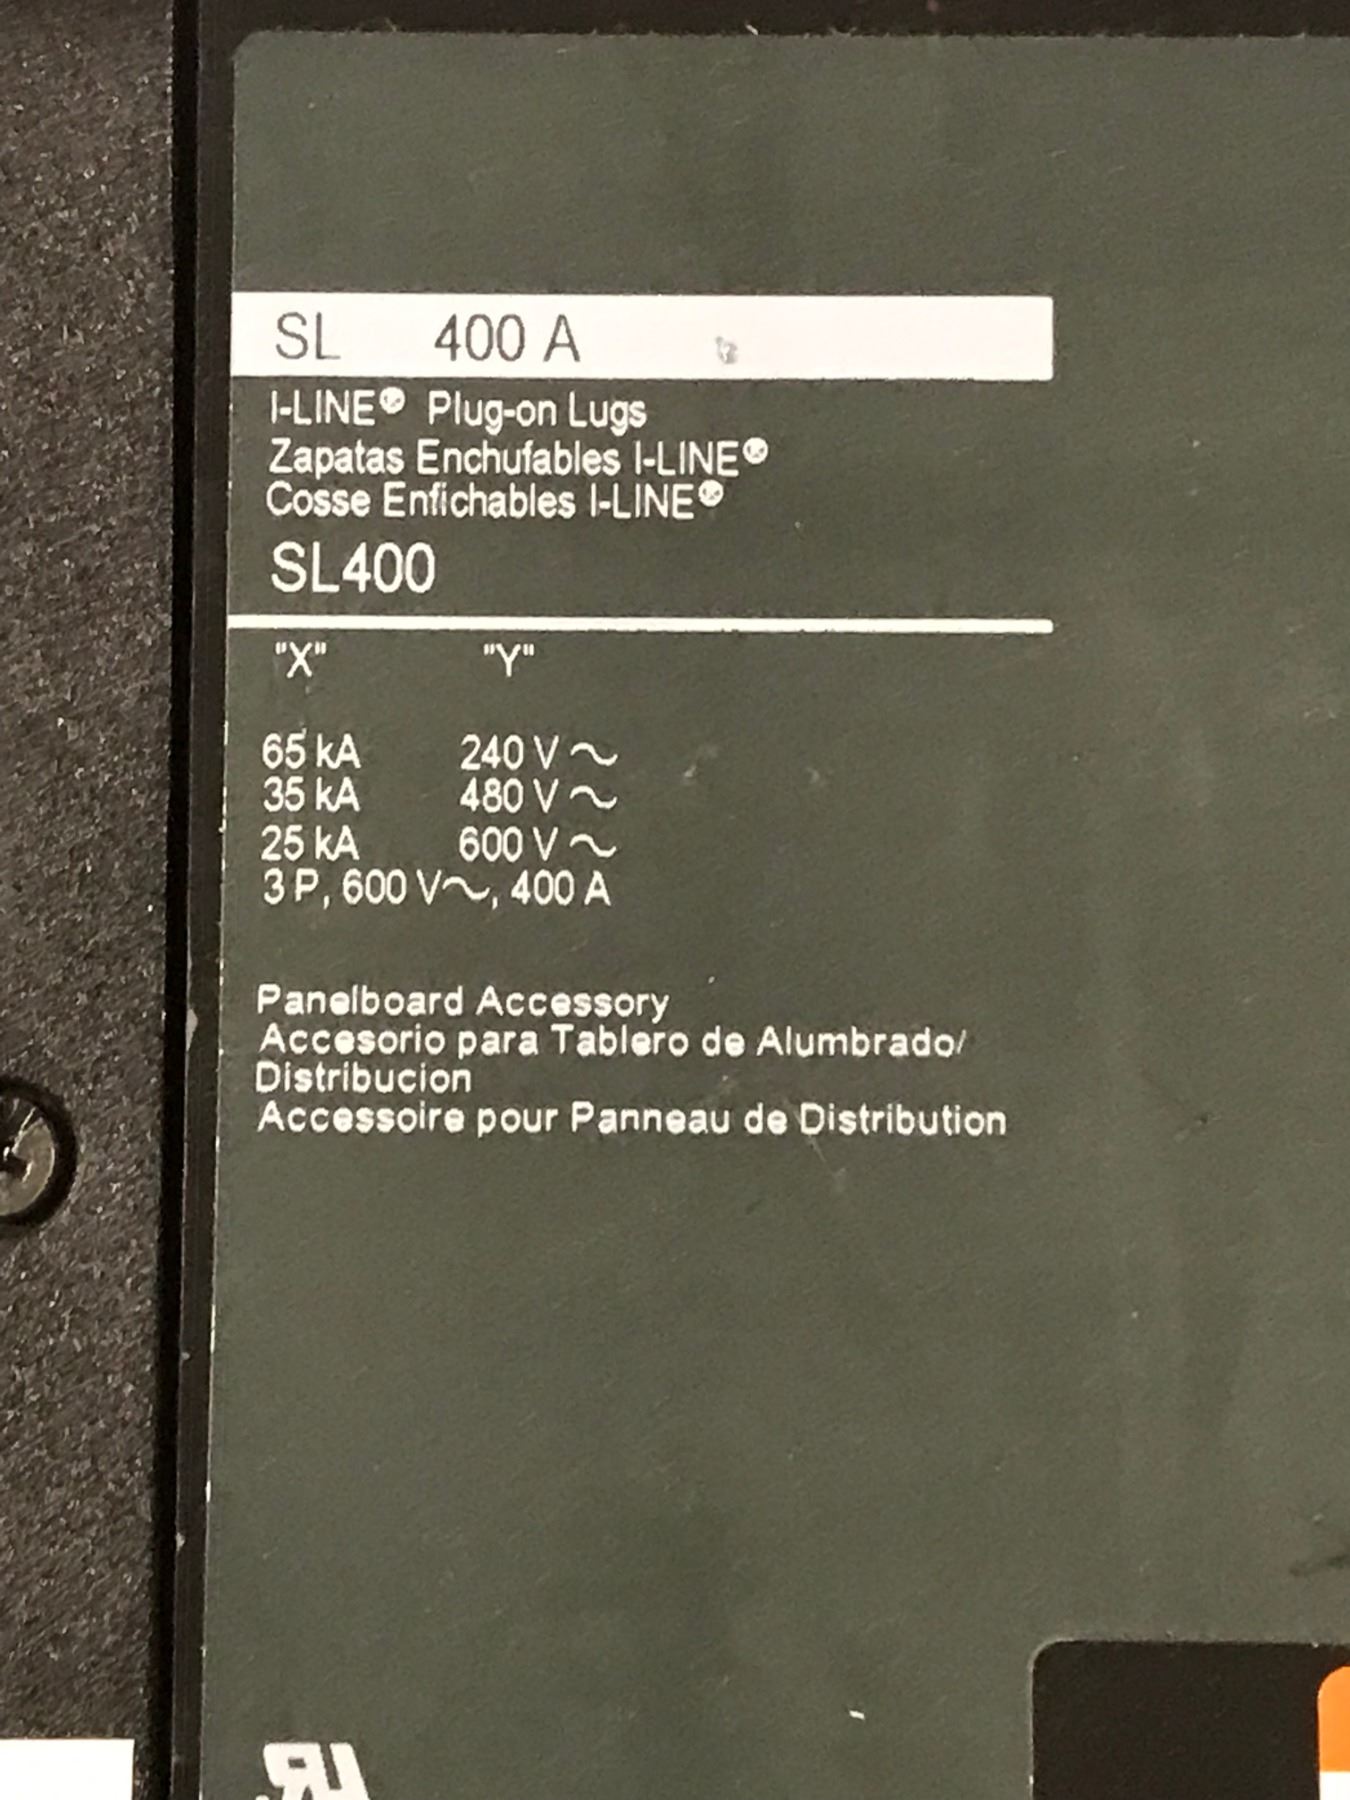 SL 400 A
I-LINE® Plug-on Lugs
Zapatas Enchufables I-LINE®
Cosse Enfichables I-LINE®
SL400
"X" "Y"
65 kA 240 V ~
35 kA 480 V ~
25 kA 600 V ~
3 P, 600 V~, 400 A
Panelboard Accessory
Accesorio para Tablero de Alumbrado/
Distribucion
Accessoire pour Panneau de Distribution